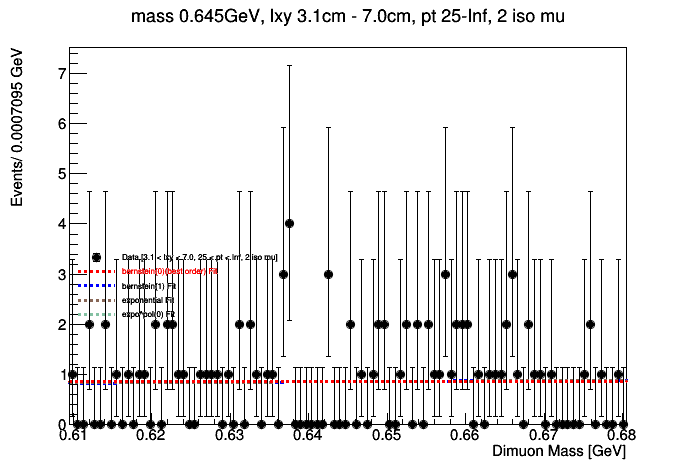 mass 0.645GeV, lxy 3.1cm - 7.0cm, pt 25-Inf, 2 iso mu
Events/ 0.0007095 GeV
7
6
5
4
3
2
1
0
Data [3.1 < lxy < 7.0, 25 < pt < Inf, 2 iso mu]
bernstein[0](best order) Fit
bernstein[1] Fit
exponential Fit
expo*pol(0) Fit
0.61 0.62 0.63 0.64 0.65 0.66 0.67 0.68
Dimuon Mass [GeV]